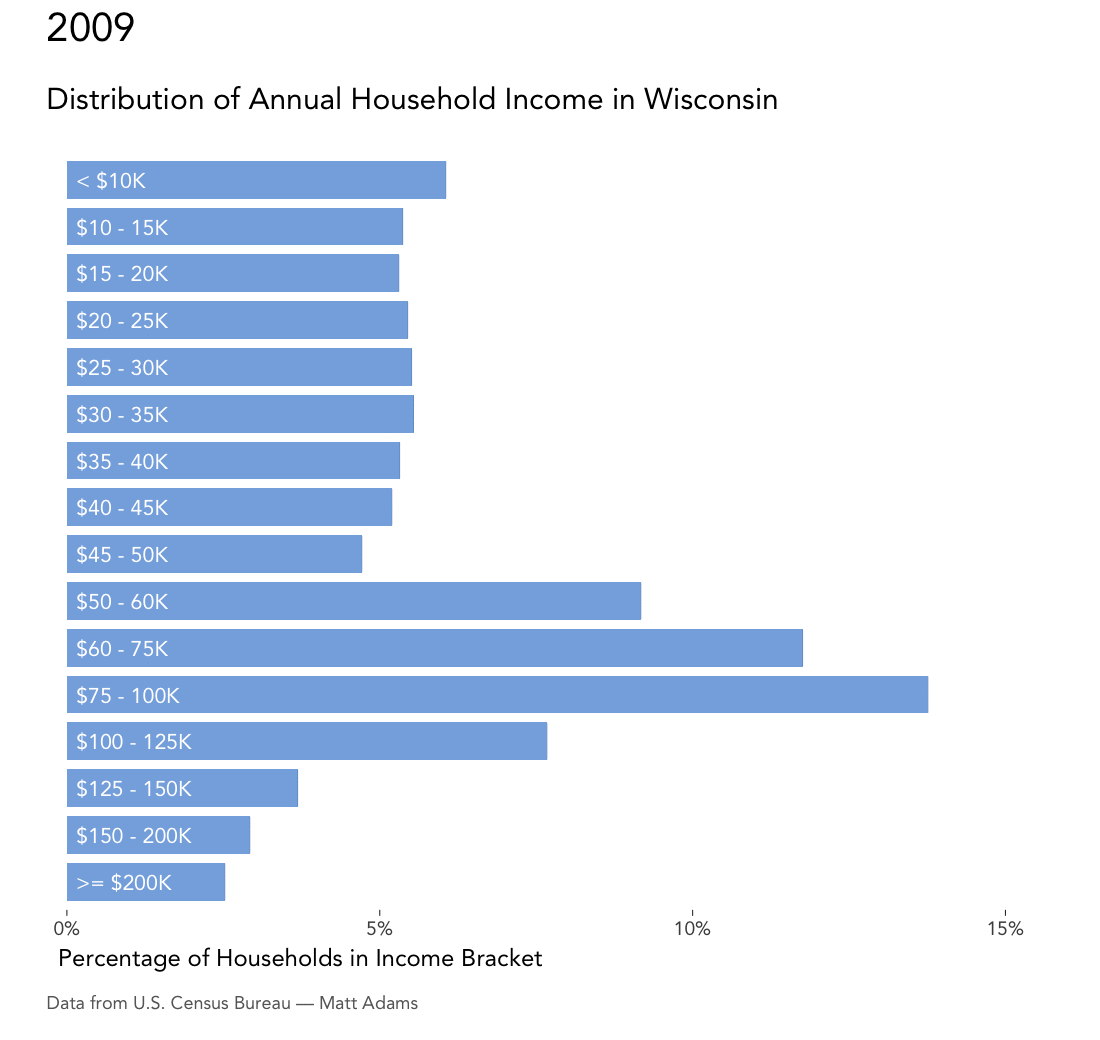 2009
Distribution of Annual Household Income in Wisconsin
< $10K
$10 - 15K
$15 - 20K
$20 - 25K
$25 - 30K
$30 - 35K
$35 - 40K
$40 - 45K
$45 - 50K
$50 - 60K
$60 - 75K
$75 - 100K
$100 - 125K
$125 - 150K
$150 - 200K
>= $200K
0% 5% 10% 15%
Percentage of Households in Income Bracket
Data from U.S. Census Bureau — Matt Adams